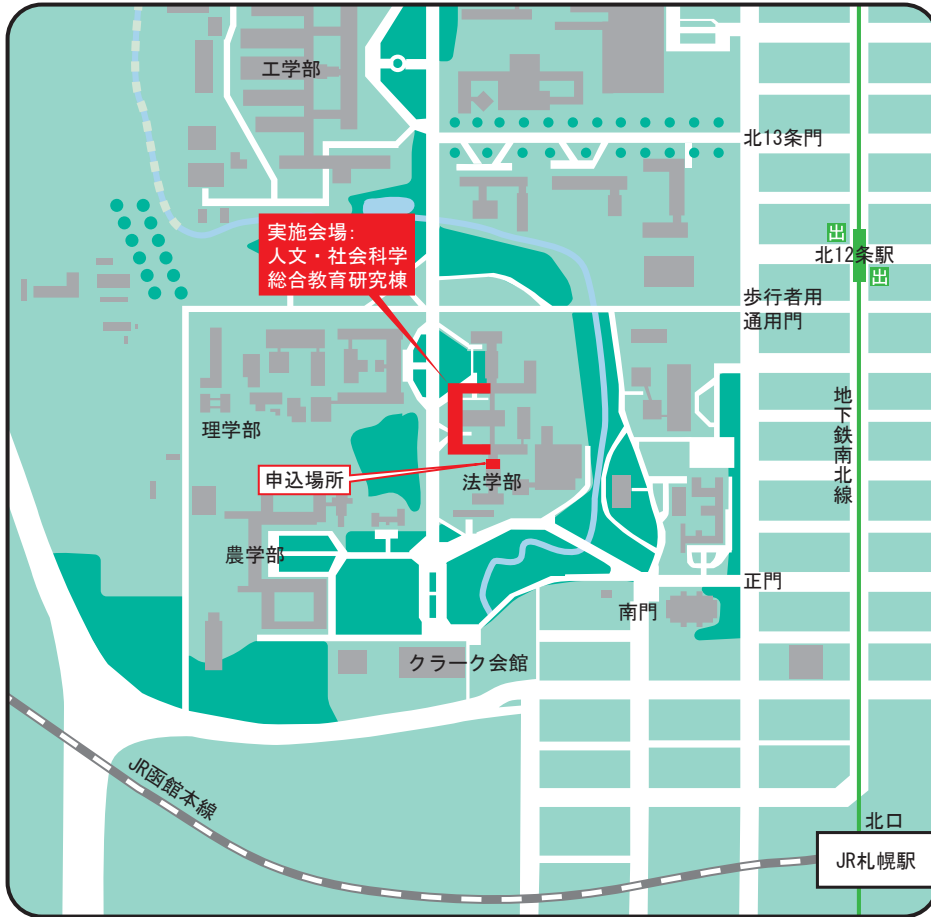 工学部
北13条門
実施会場:
人文・社会科学
総合教育研究棟
出
北12条駅
出
歩行者用
通用門
地下鉄南北線
理学部
申込場所
法学部
農学部
正門
南門
クラーク会館
JR函館本線
北口
JR札幌駅